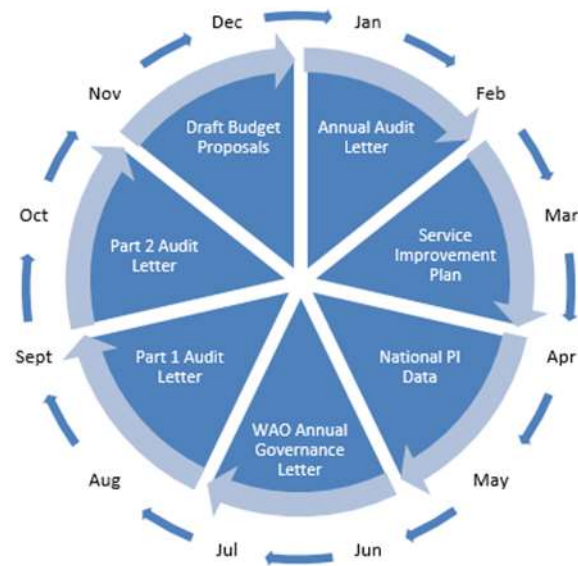 Dec
Jan
Nov
Feb
Draft Budget
Proposals
Annual Audit
Letter
Oct
Mar
Part 2 Audit
Letter
Service
Improvement
Plan
Sept
Apr
Part 1 Audit
Letter
National PI
Data
WAO Annual
Governance
Letter
Aug
May
Jul
Jun